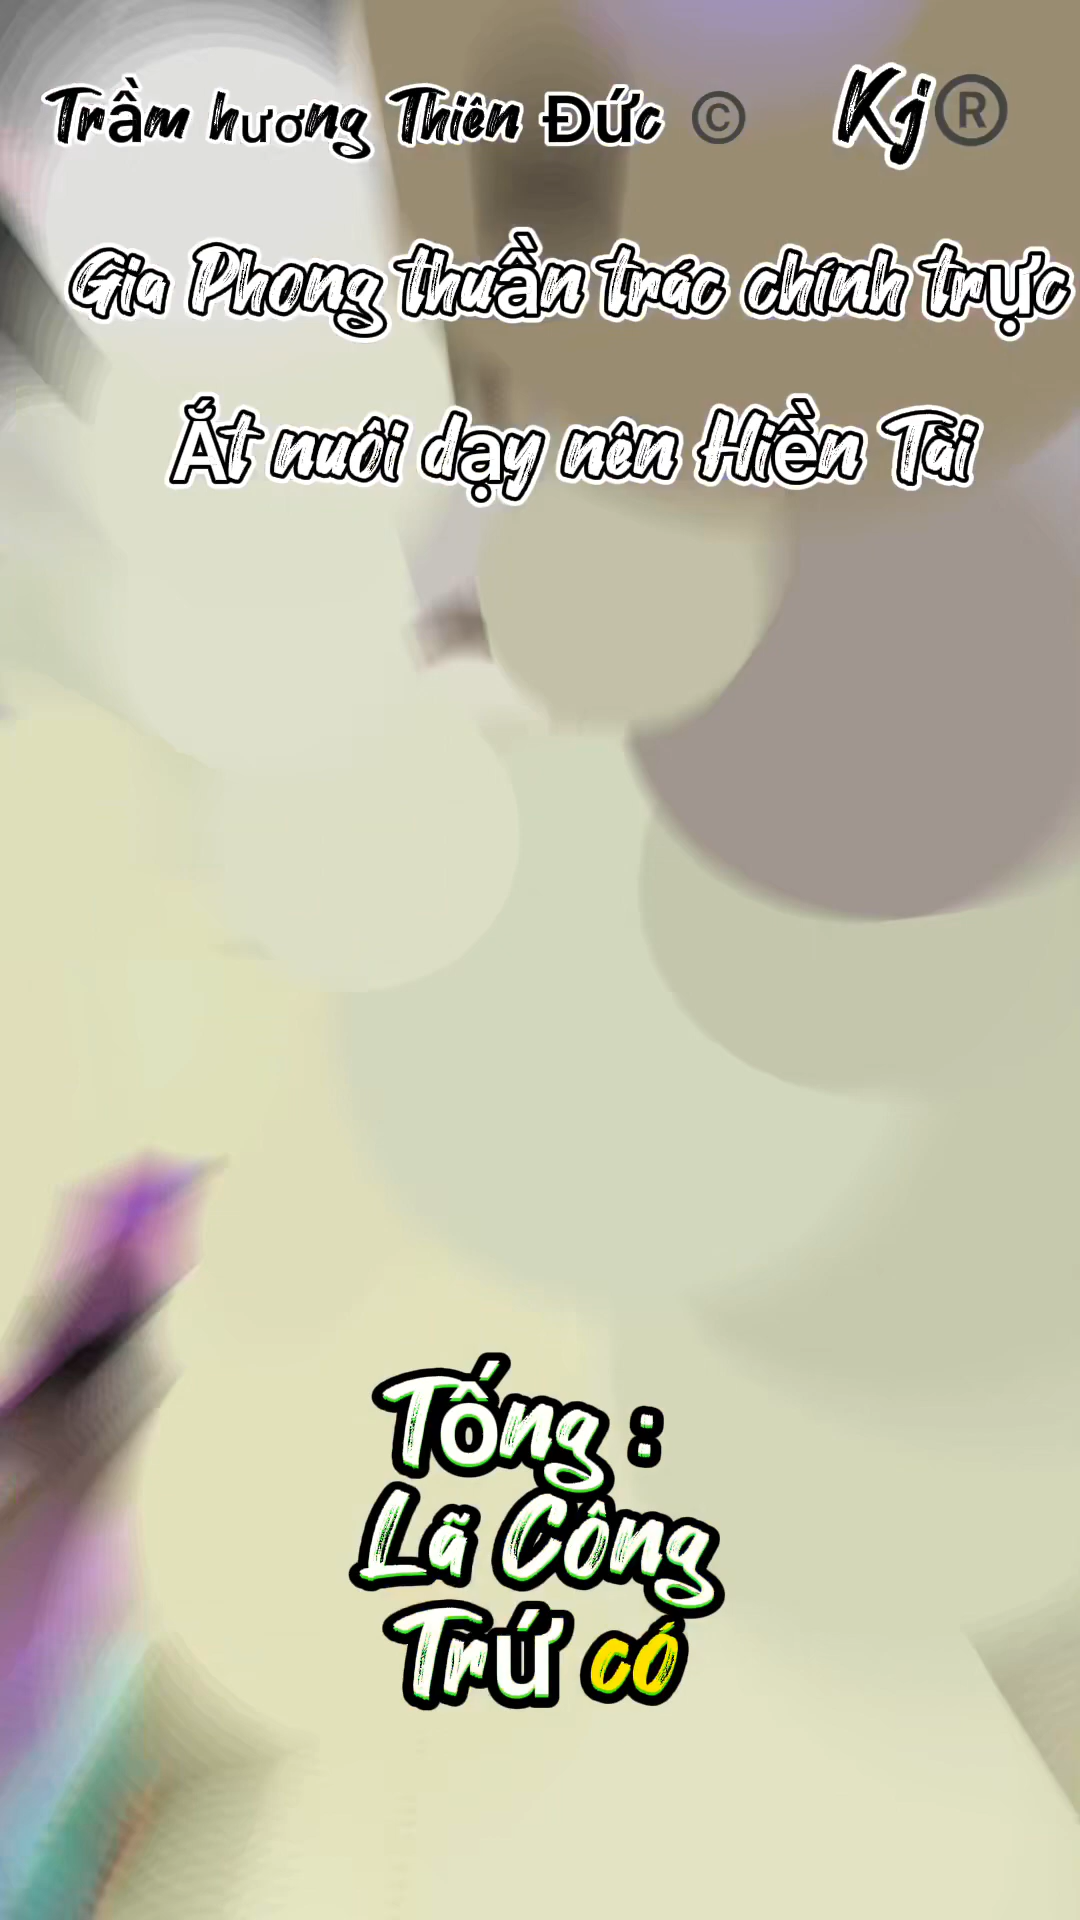 Trầm hương Thiên Đức © Kj®
Gia Phong thuần trác chính trực
Ắt nuôi dạy nên Hiền Tài
Tống :
Lã Công
Trứ có